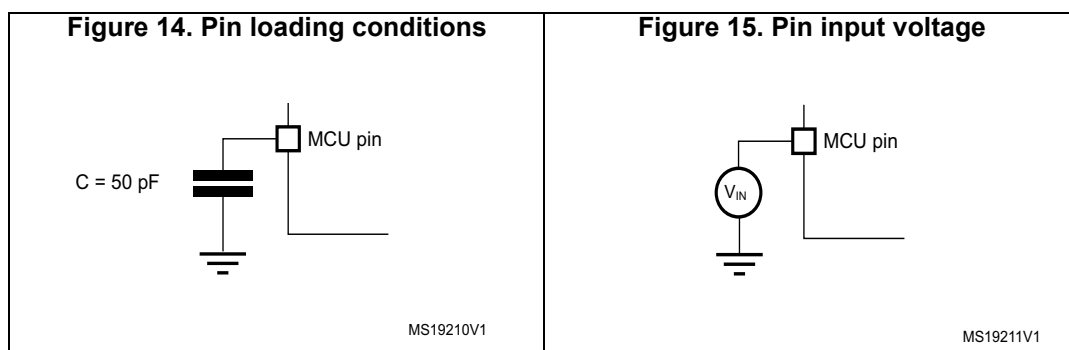 Figure 14. Pin loading conditions
MCU pin
C = 50 pF
MS19210V1
Figure 15. Pin input voltage
MCU pin
VIN
MS19211V1